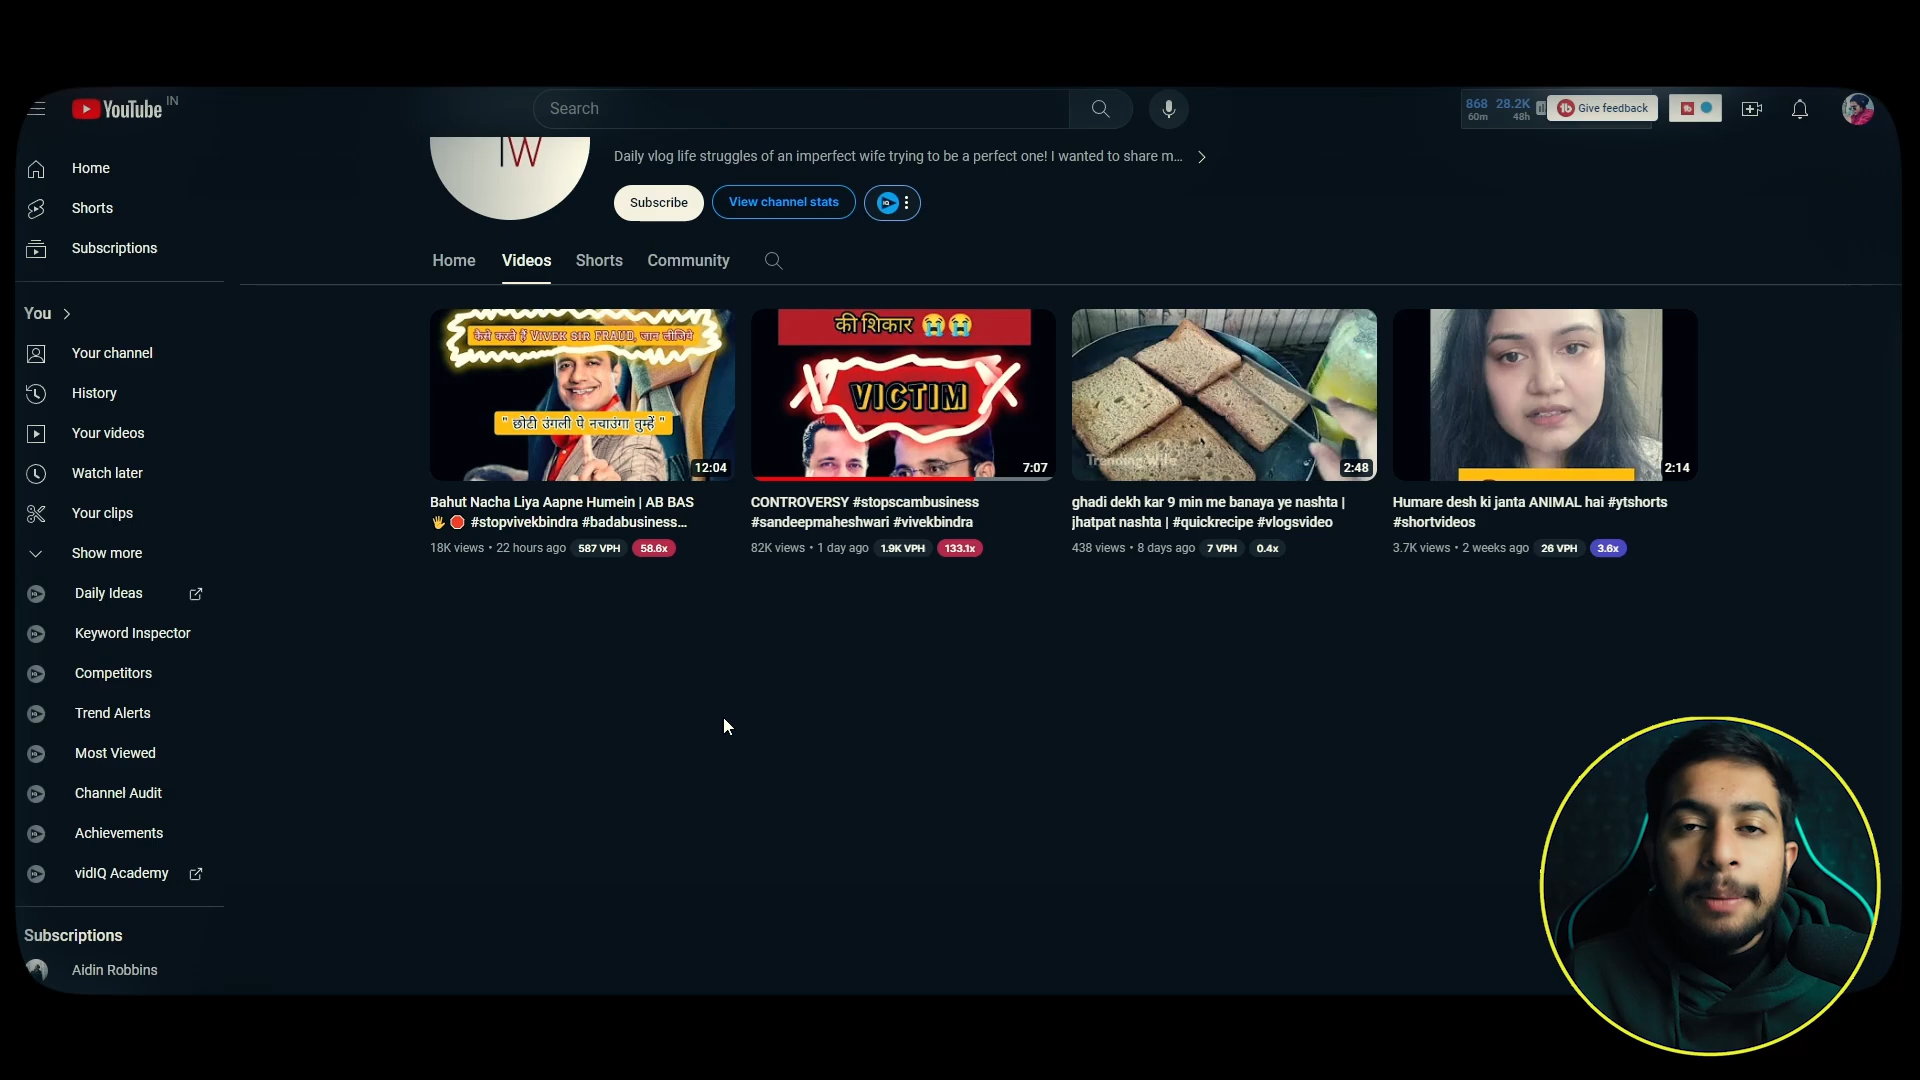 YouTube IN
Search
868 28.2K
60m 48h
Give feedback
Home
Shorts
Subscriptions
You
Your channel
History
Your videos
Watch later
Your clips
Show more
Daily Ideas
Keyword Inspector
Competitors
Trend Alerts
Most Viewed
Channel Audit
Achievements
vidIQ Academy
Subscriptions
Aidin Robbins
IW
Daily vlog life struggles of an imperfect wife trying to be a perfect one! I wanted to share m...
Subscribe
View channel stats
Home Videos Shorts Community
कैसे करते हैं VIVEK SIR FRAUD, जान लीजिये
" छोटी उंगली पे नचाउंगा तुम्हें "
12:04
Bahut Nacha Liya Aapne Humein | AB BAS
🖐️🛑 #stopvivekbindra #badabusiness...
18K views • 22 hours ago 587 VPH 58.6x
की शिकार 😭😭
VICTIM
7:07
CONTROVERSY #stopscambusiness
#sandeepmaheshwari #vivekbindra
82K views • 1 day ago 1.9K VPH 133.1x
Trending Wife
2:48
ghadi dekh kar 9 min me banaya ye nashta |
jhatpat nashta | #quickrecipe #vlogsvideo
438 views • 8 days ago 7 VPH 0.4x
2:14
Humare desh ki janta ANIMAL hai #ytshorts
#shortvideos
3.7K views • 2 weeks ago 26 VPH 3.6x